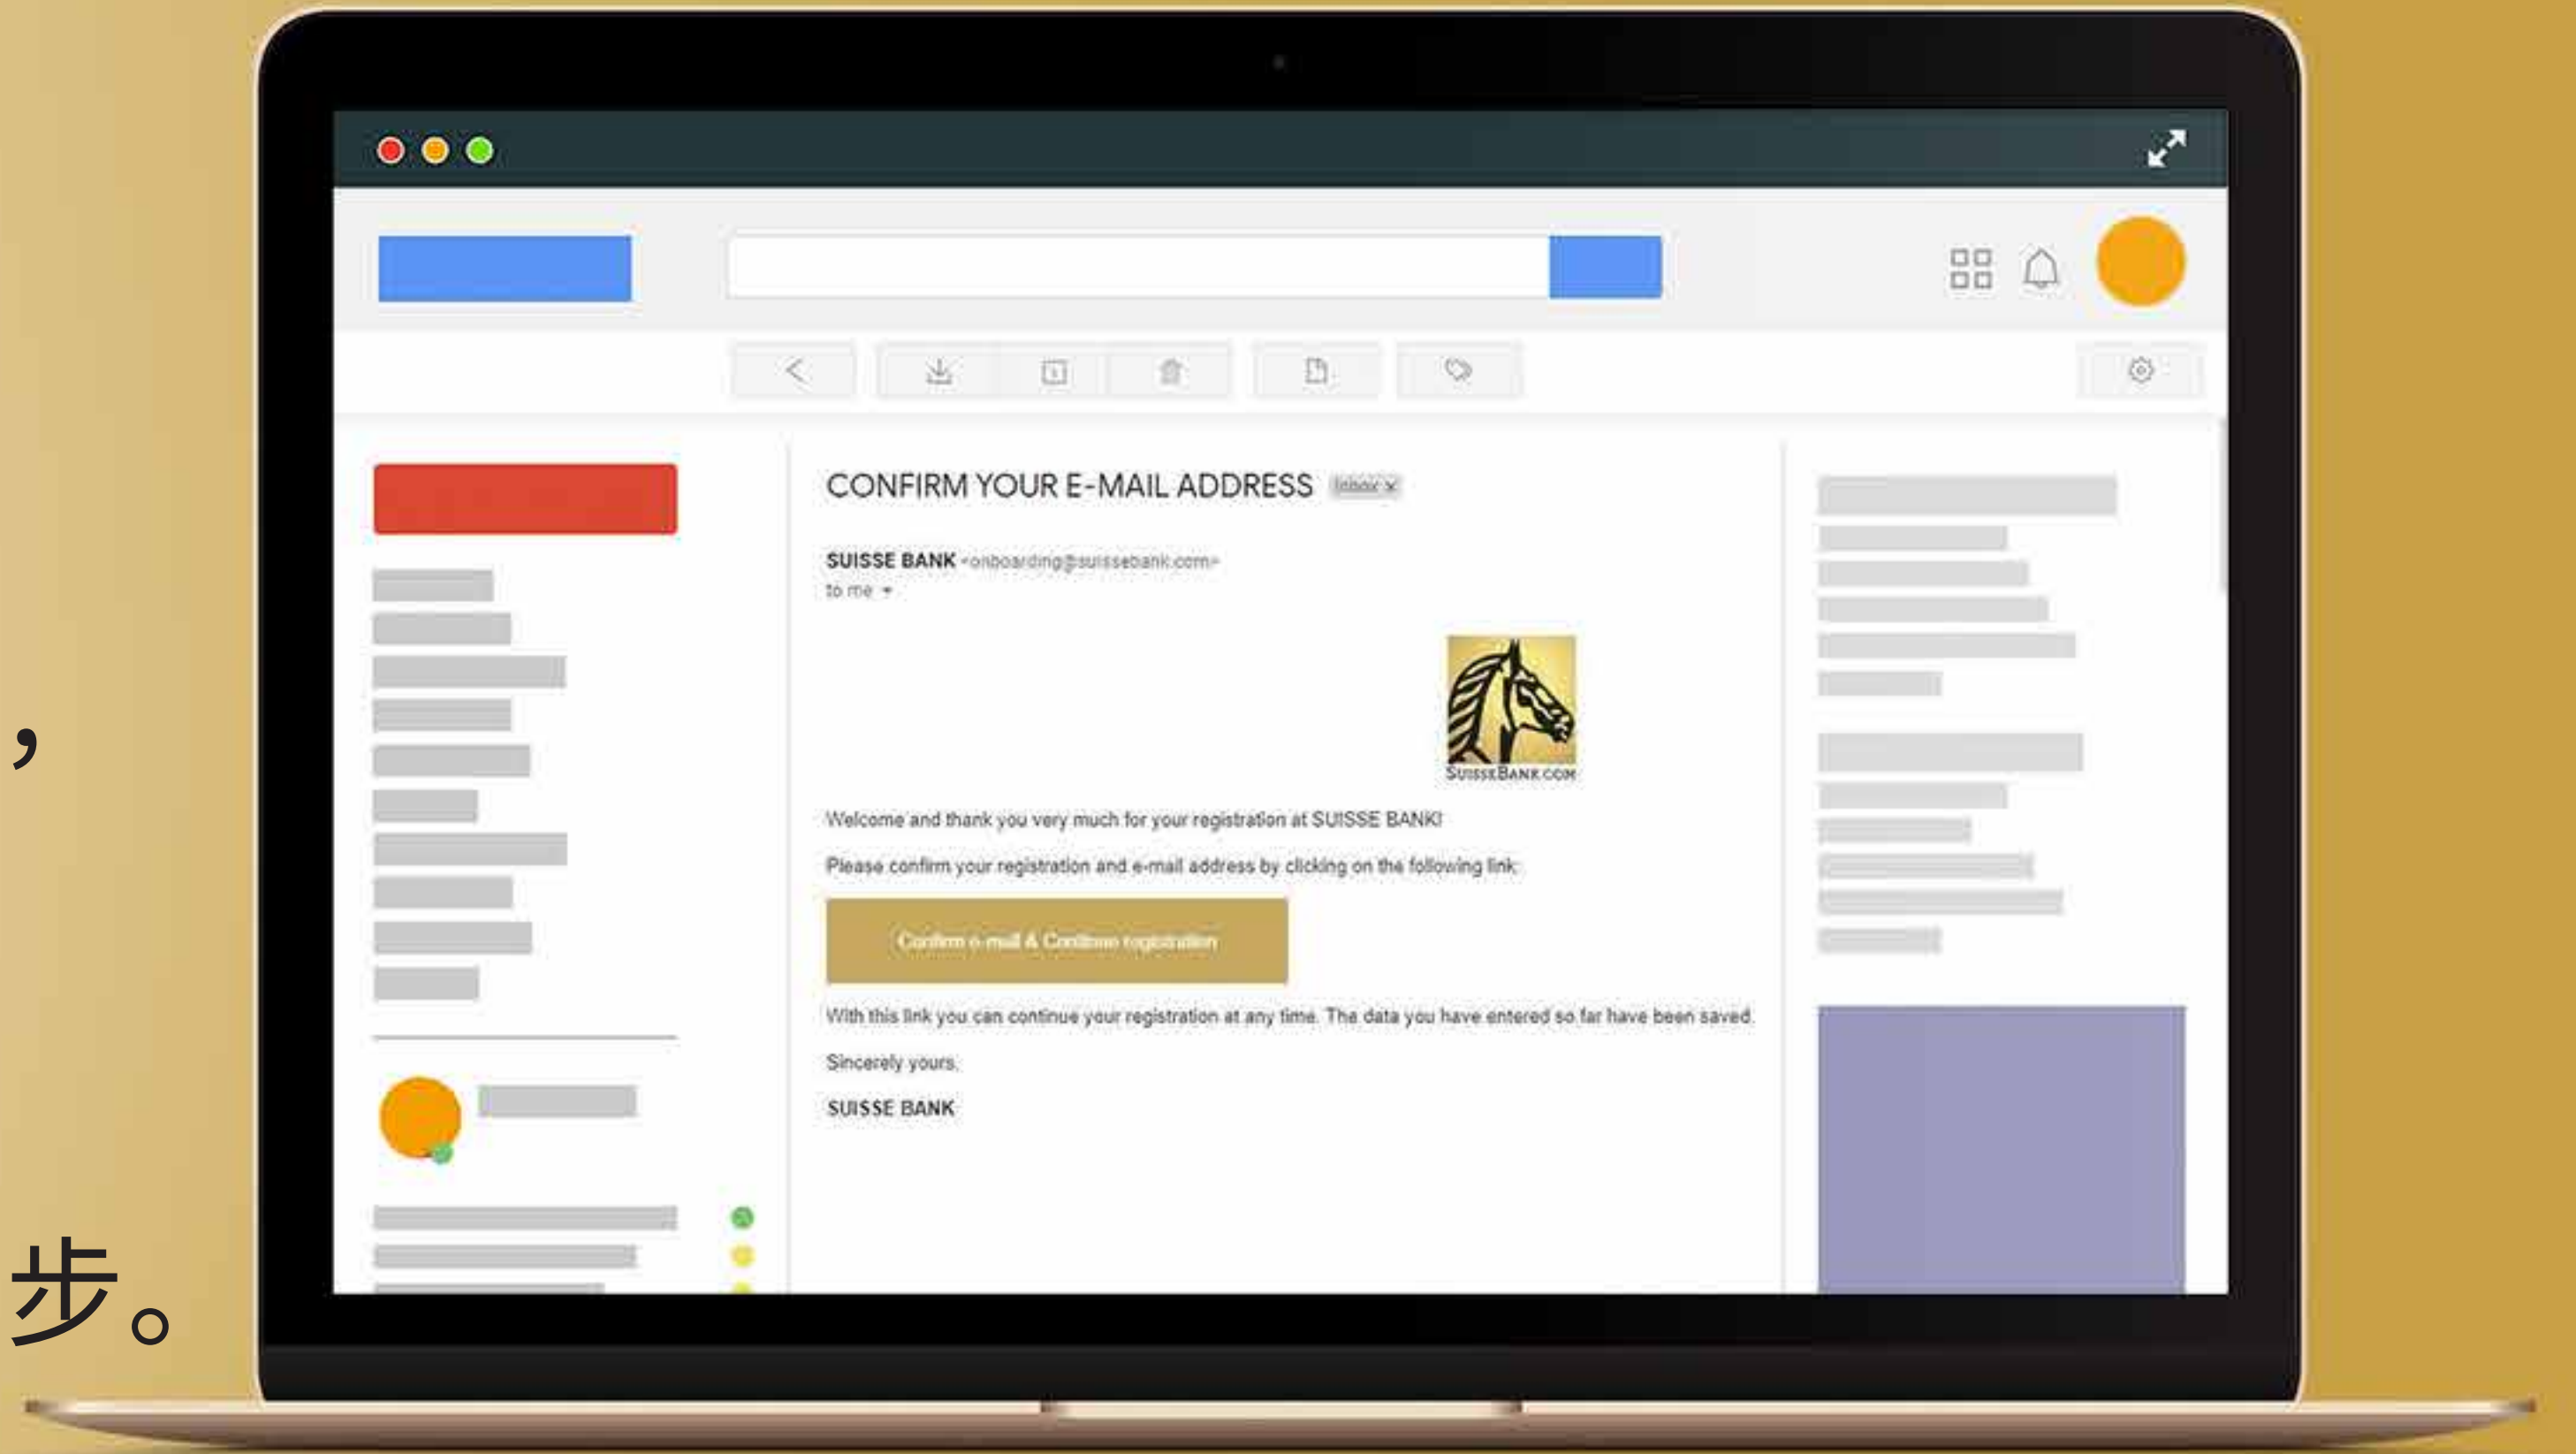 CONFIRM YOUR E-MAIL ADDRESS Inbox x
SUISSE BANK <onboarding@suissebank.com>
to me
SUISSEBANK.COM
，
Welcome and thank you very much for your registration at SUISSE BANK!
Please confirm your registration and e-mail address by clicking on the following link:
Confirm e-mail & Continue registration
With this link you can continue your registration at any time. The data you have entered so far have been saved.
Sincerely yours,
SUISSE BANK
步。